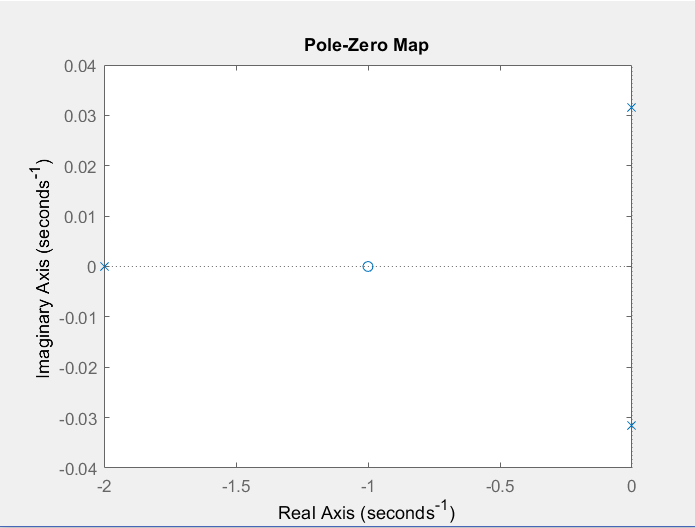 Pole-Zero Map
0.04
0.03
0.02
0.01
0
-0.01
-0.02
-0.03
-0.04
Imaginary Axis (seconds⁻¹)
-2 -1.5 -1 -0.5 0
Real Axis (seconds⁻¹)